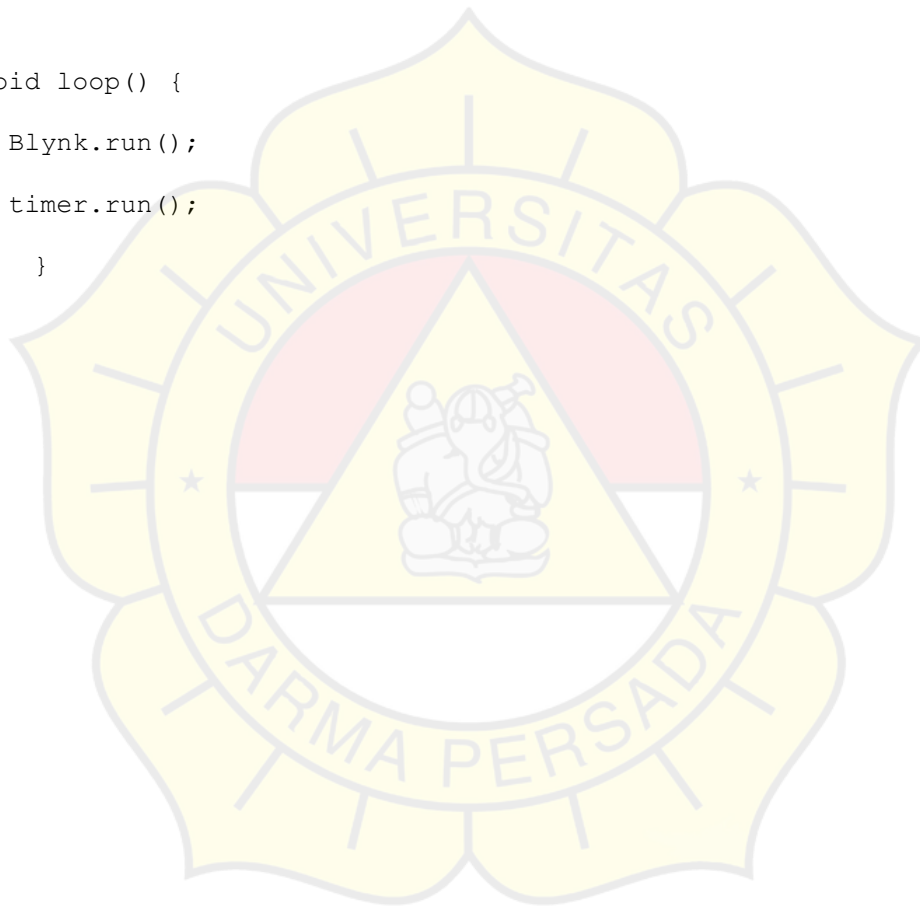 oid loop() {
Blynk.run();
timer.run();
}
UNIVERSITAS
DARMA PERSADA